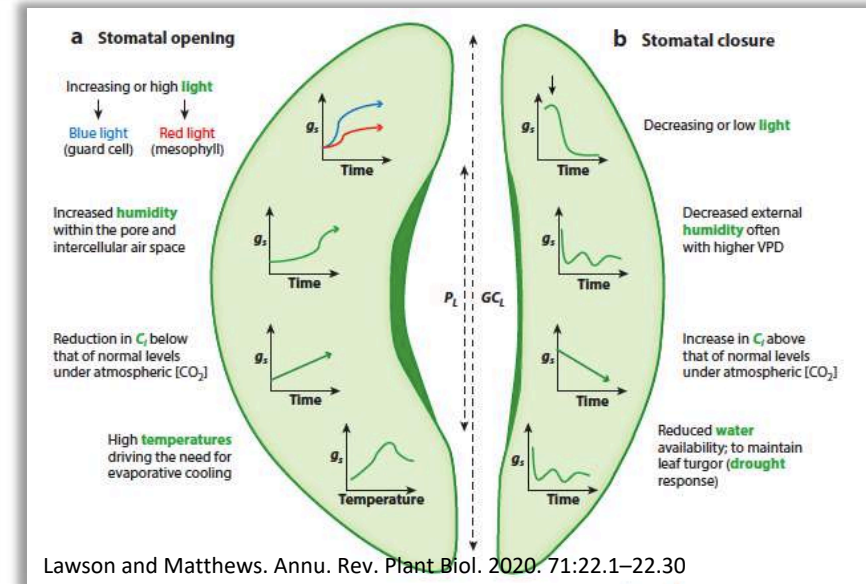 a Stomatal opening
Increasing or high light
Blue light
(guard cell)
Red light
(mesophyll)
gs
Time
Increased humidity
within the pore and
intercellular air space
gs
Time
Reduction in Ci below
that of normal levels
under atmospheric [CO2]
gs
Time
High temperatures
driving the need for
evaporative cooling
gs
Temperature
PL
GCL
b Stomatal closure
gs
Time
Decreasing or low light
gs
Time
Decreased external
humidity often
with higher VPD
gs
Time
Increase in Ci above
that of normal levels
under atmospheric [CO2]
gs
Time
Reduced water
availability; to maintain
leaf turgor (drought
response)
Lawson and Matthews. Annu. Rev. Plant Biol. 2020. 71:22.1–22.30